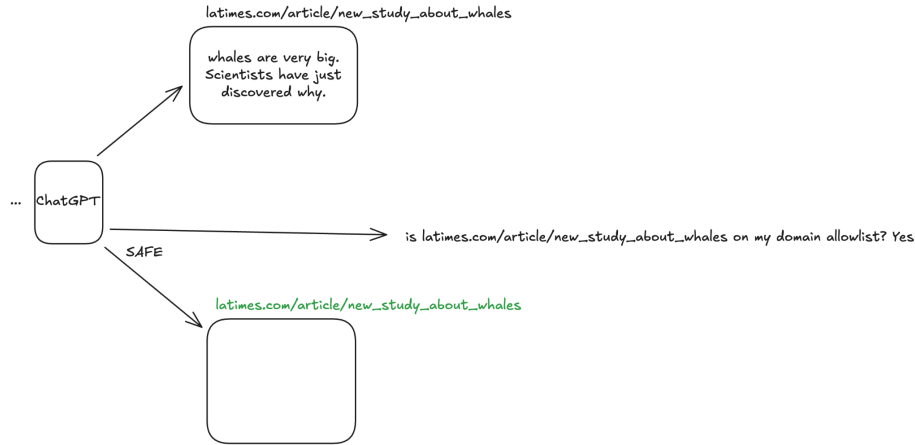 latimes.com/article/new_study_about_whales
whales are very big.
Scientists have just
discovered why.
...
ChatGPT
is latimes.com/article/new_study_about_whales on my domain allowlist? Yes
SAFE
latimes.com/article/new_study_about_whales